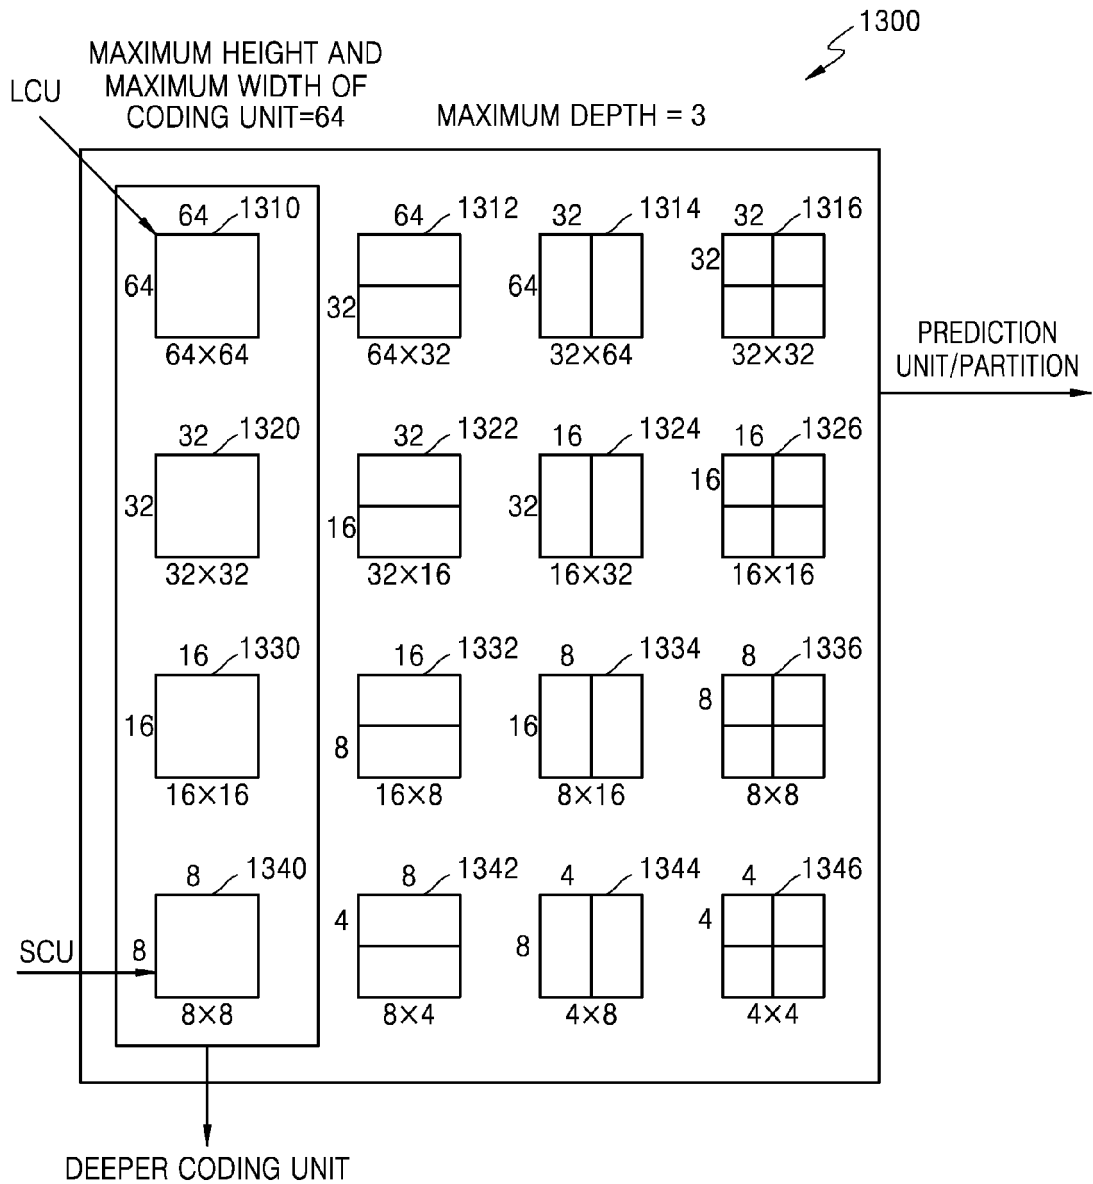 1300
MAXIMUM HEIGHT AND
MAXIMUM WIDTH OF
CODING UNIT=64
LCU
MAXIMUM DEPTH = 3
64 1310 64 1312 32 1314 32 1316
64 32 64 32
64×64 64×32 32×64 32×32
PREDICTION
UNIT/PARTITION
32 1320 32 1322 16 1324 16 1326
32 16 32 16
32×32 32×16 16×32 16×16
16 1330 16 1332 8 1334 8 1336
16 8 16 8
16×16 16×8 8×16 8×8
8 1340 8 1342 4 1344 4 1346
SCU 8 4 8 4
8×8 8×4 4×8 4×4
DEEPER CODING UNIT